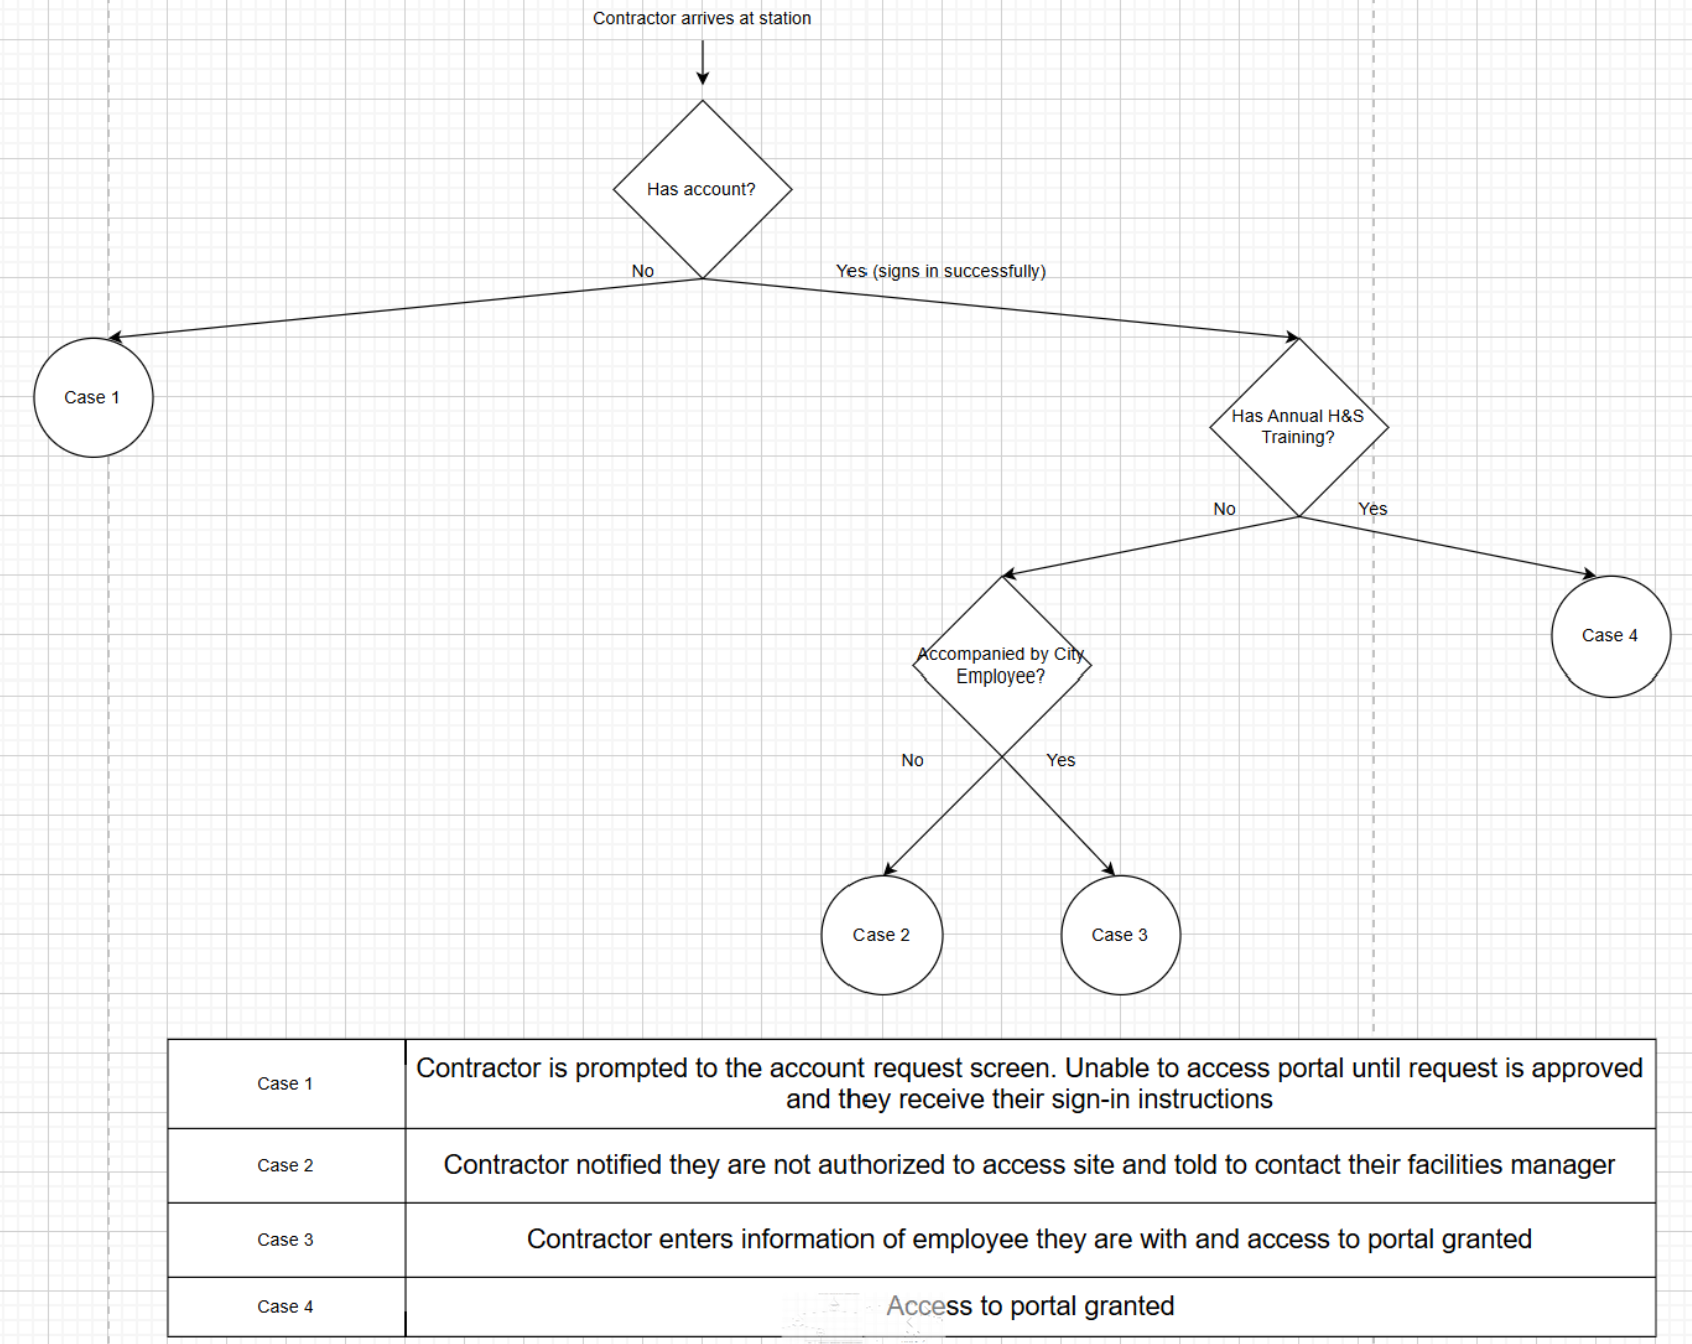 Contractor arrives at station
Has account?
No
Yes (signs in successfully)
Case 1
Has Annual H&S
Training?
No
Yes
Accompanied by City
Employee?
Case 4
No
Yes
Case 2
Case 3
Case 1
Contractor is prompted to the account request screen. Unable to access portal until request is approved
and they receive their sign-in instructions
Case 2
Contractor notified they are not authorized to access site and told to contact their facilities manager
Case 3
Contractor enters information of employee they are with and access to portal granted
Case 4
Access to portal granted